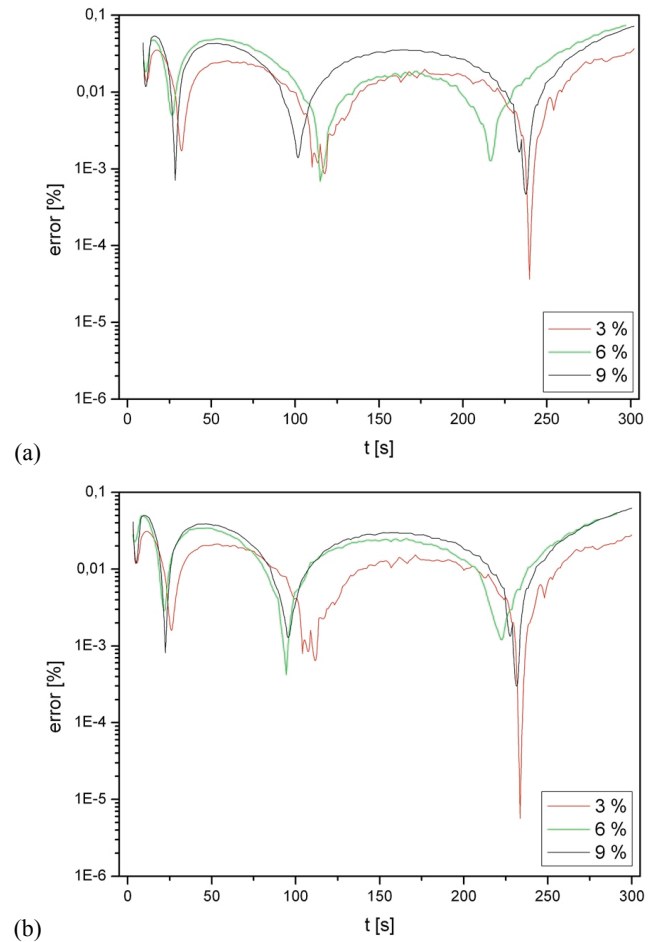 0,1
0,01
1E-3
1E-4
1E-5
1E-6
error [%]
3 %
6 %
9 %
0 50 100 150 200 250 300
t [s]
(a)
0,1
0,01
1E-3
1E-4
1E-5
1E-6
error [%]
3 %
6 %
9 %
0 50 100 150 200 250 300
t [s]
(b)